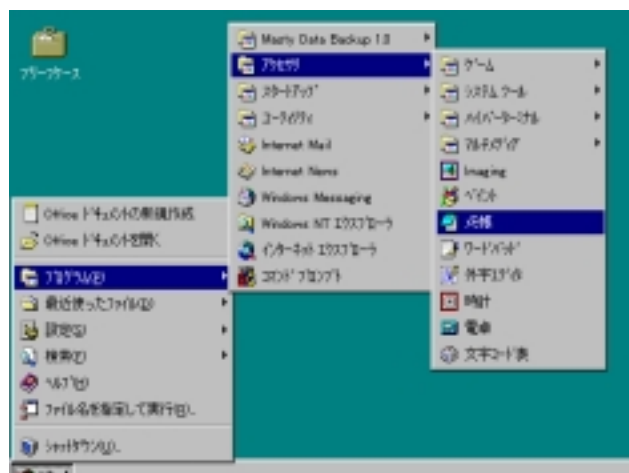 ブリーフケース
Office ドキュメントの新規作成
Office ドキュメントを開く
プログラム(P)
最近使ったファイル(D)
設定(S)
検索(F)
ヘルプ(H)
ファイル名を指定して実行(R)...
シャットダウン(U)...
Masty Data Backup 1.0
アクセサリ
スタートアップ
ユーティリティ
Internet Mail
Internet News
Windows Messaging
Windows NT エクスプローラ
インターネット エクスプローラ
コマンド プロンプト
ゲーム
システム ツール
ハイパーターミナル
マルチメディア
Imaging
ペイント
メモ帳
ワードパッド
外字エディタ
時計
電卓
文字コード表